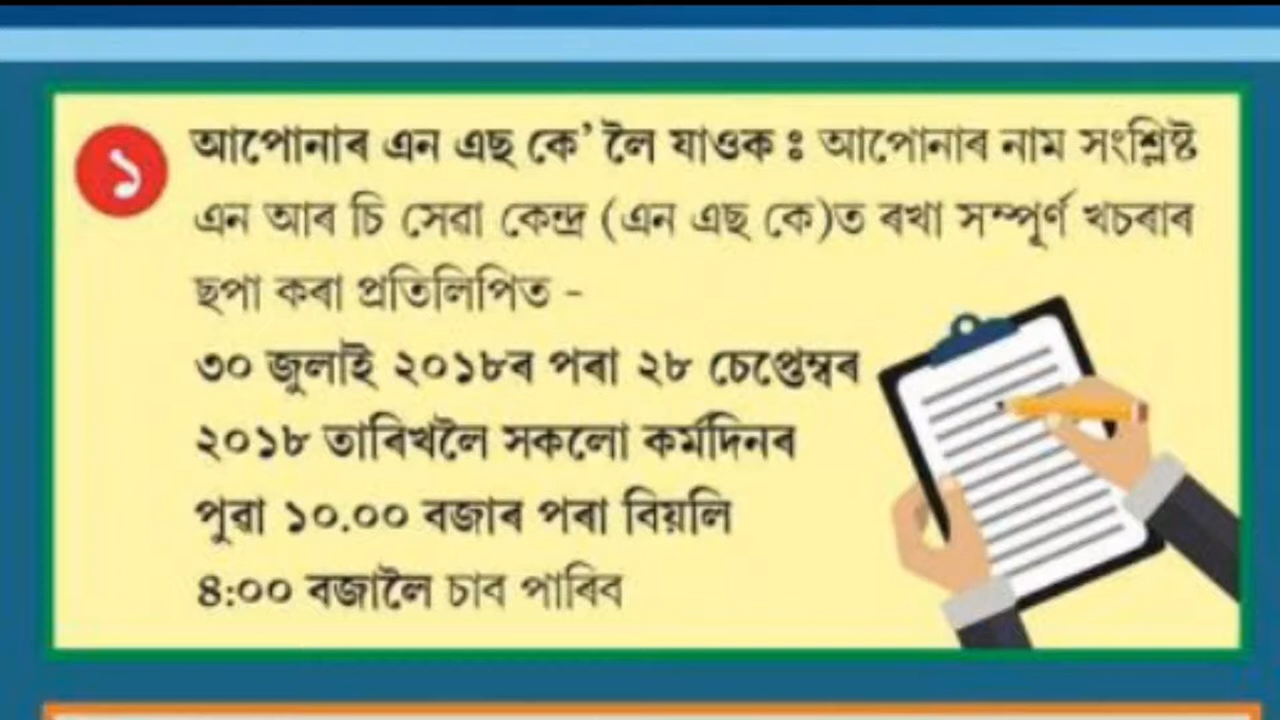 ১
আপোনাৰ এন এছ কে’ লৈ যাওক ঃ আপোনাৰ নাম সংশ্লিষ্ট
এন আৰ চি সেৱা কেন্দ্ৰ (এন এছ কে)ত ৰখা সম্পূৰ্ণ খচৰাৰ
ছপা কৰা প্ৰতিলিপিত -
৩০ জুলাই ২০১৮ৰ পৰা ২৮ চেপ্তেম্বৰ
২০১৮ তাৰিখলৈ সকলো কৰ্মদিনৰ
পুৱা ১০.০০ বজাৰ পৰা বিয়লি
৪:০০ বজালৈ চাব পাৰিব